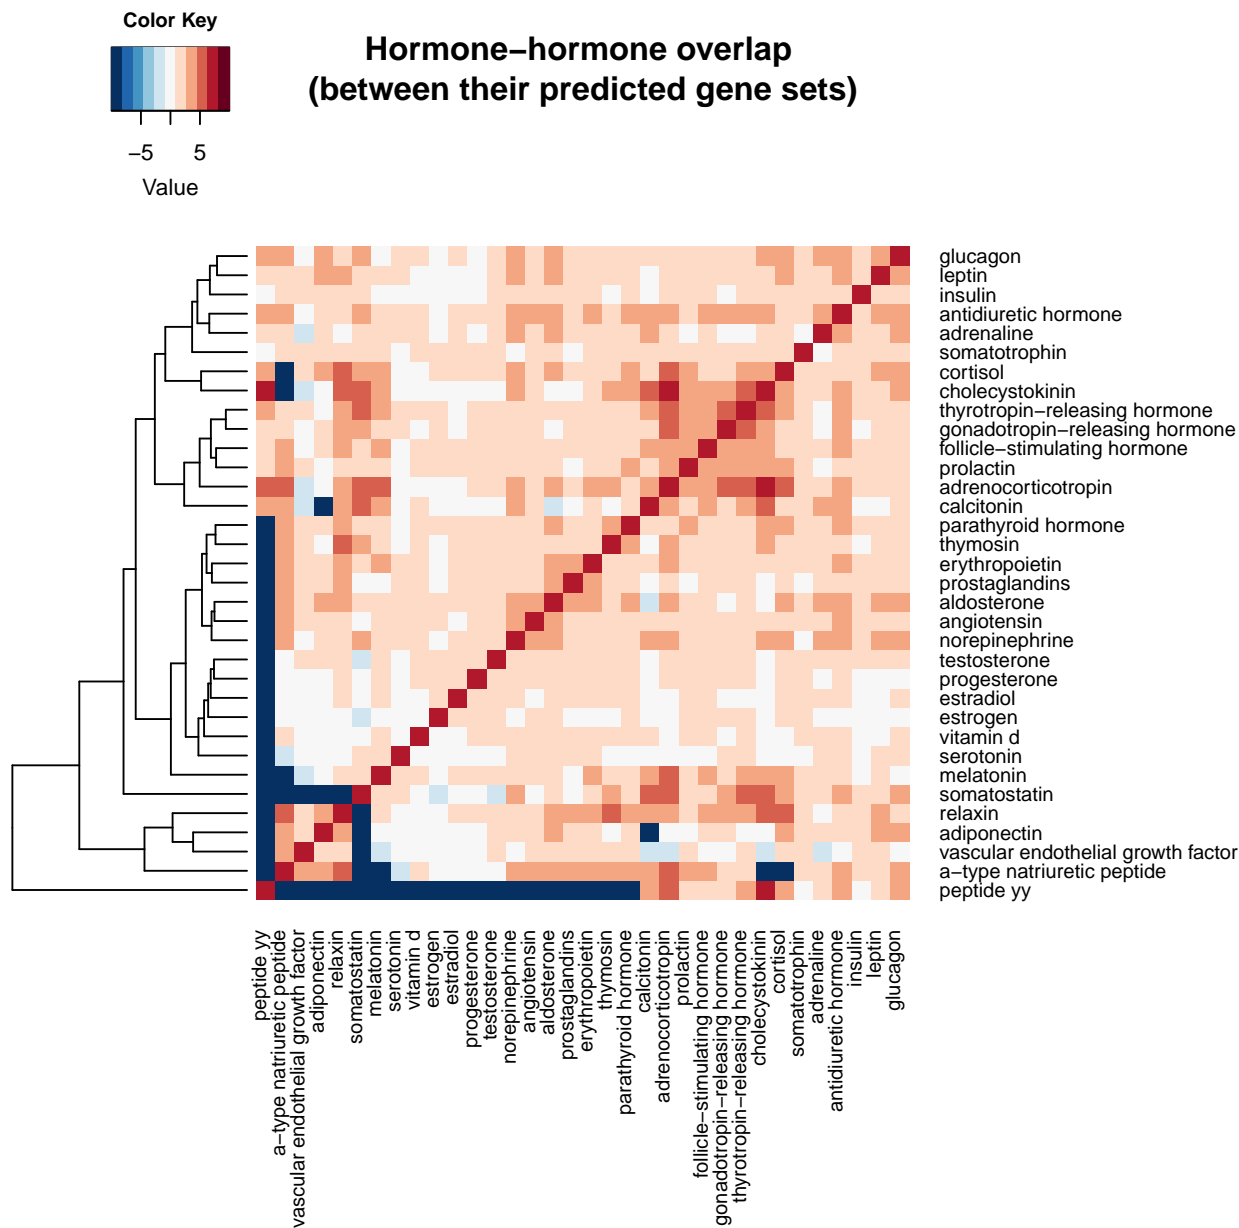 Color Key
−5 5
Value
Hormone−hormone overlap
(between their predicted gene sets)
glucagon
leptin
insulin
antidiuretic hormone
adrenaline
somatotrophin
cortisol
cholecystokinin
thyrotropin−releasing hormone
gonadotropin−releasing hormone
follicle−stimulating hormone
prolactin
adrenocorticotropin
calcitonin
parathyroid hormone
thymosin
erythropoietin
prostaglandins
aldosterone
angiotensin
norepinephrine
testosterone
progesterone
estradiol
estrogen
vitamin d
serotonin
melatonin
somatostatin
relaxin
adiponectin
vascular endothelial growth factor
a−type natriuretic peptide
peptide yy
peptide yy
a−type natriuretic peptide
vascular endothelial growth factor
adiponectin
relaxin
somatostatin
melatonin
serotonin
vitamin d
estrogen
estradiol
progesterone
testosterone
norepinephrine
angiotensin
aldosterone
prostaglandins
erythropoietin
thymosin
parathyroid hormone
calcitonin
adrenocorticotropin
prolactin
follicle−stimulating hormone
gonadotropin−releasing hormone
thyrotropin−releasing hormone
cholecystokinin
cortisol
somatotrophin
adrenaline
antidiuretic hormone
insulin
leptin
glucagon